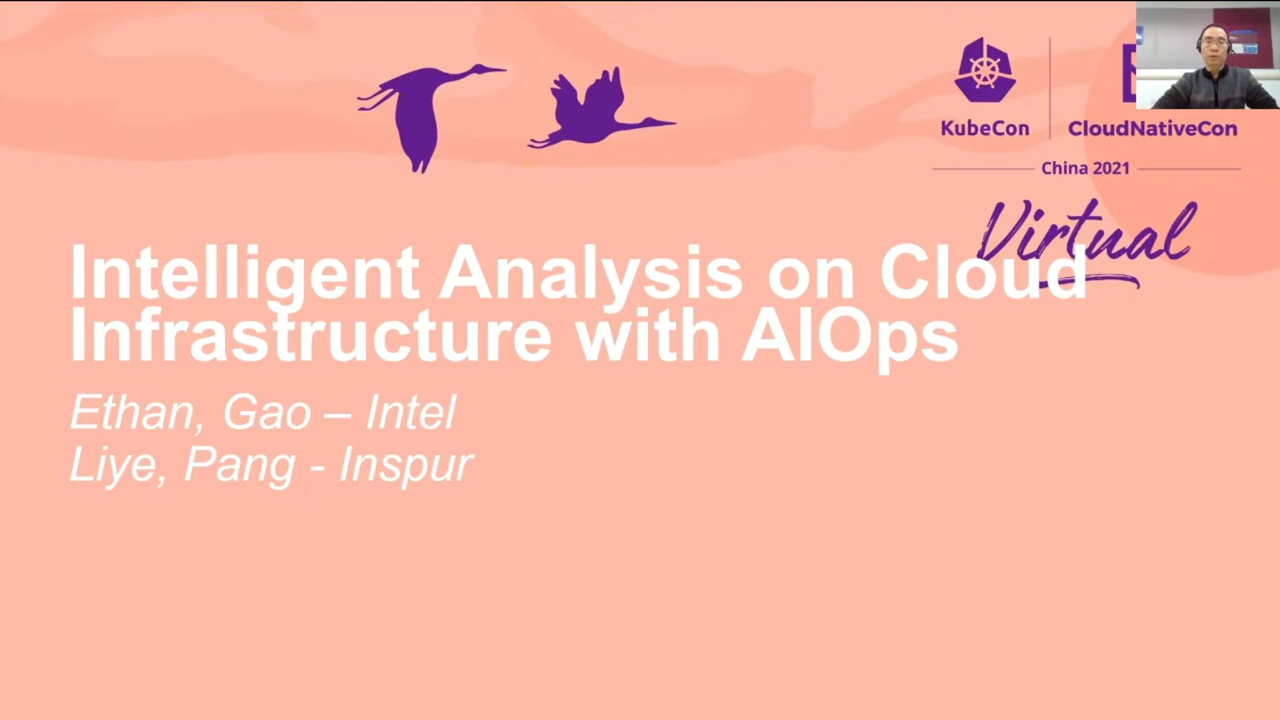 KubeCon
CloudNativeCon
China 2021
Virtual
Intelligent Analysis on Cloud
Infrastructure with AIOps
Ethan, Gao – Intel
Liye, Pang - Inspur